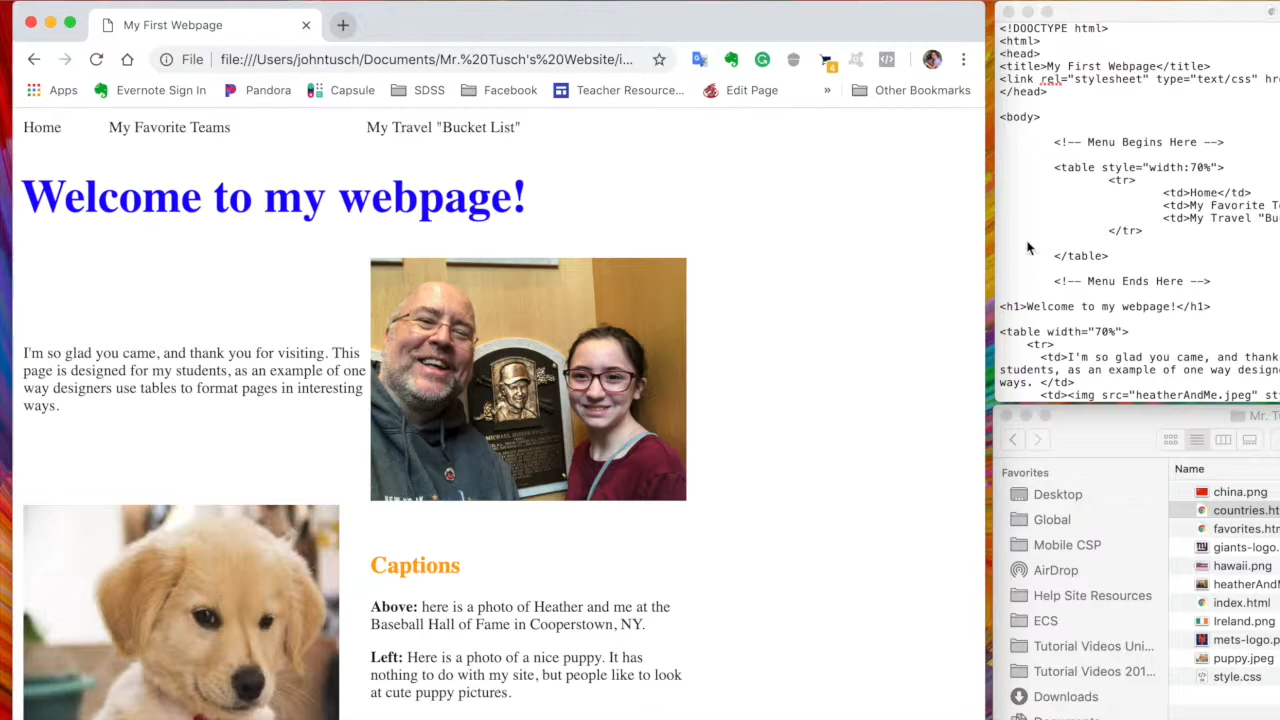 My First Webpage
File file:///Users/johntusch/Documents/Mr.%20Tusch's%20Website/i...
4
Apps Evernote Sign In Pandora Capsule SDSS Facebook Teacher Resource... Edit Page » Other Bookmarks
Home My Favorite Teams My Travel "Bucket List"
Welcome to my webpage!
I'm so glad you came, and thank you for visiting. This
page is designed for my students, as an example of one
way designers use tables to format pages in interesting
ways.
Captions
Above: here is a photo of Heather and me at the
Baseball Hall of Fame in Cooperstown, NY.
Left: Here is a photo of a nice puppy. It has
nothing to do with my site, but people like to look
at cute puppy pictures.
<!DOOCTYPE html>
<html>
<head>
<title>My First Webpage</title>
<link rel="stylesheet" type="text/css" hr
</head>
<body>
<!-- Menu Begins Here -->
<table style="width:70%">
<tr>
<td>Home</td>
<td>My Favorite Te
<td>My Travel "Bu
</tr>
</table>
<!-- Menu Ends Here -->
<h1>Welcome to my webpage!</h1>
<table width="70%">
<tr>
<td>I'm so glad you came, and thank
students, as an example of one way design
ways. </td>
<td><img src="heatherAndMe.jpeg" st
Mr. T
Favorites
Desktop
Global
Mobile CSP
AirDrop
Help Site Resources
ECS
Tutorial Videos Uni...
Tutorial Videos 201...
Downloads
Name
china.png
countries.ht
favorites.htn
giants-logo.
hawaii.png
heatherAndM
index.html
Ireland.png
mets-logo.p
puppy.jpeg
style.css